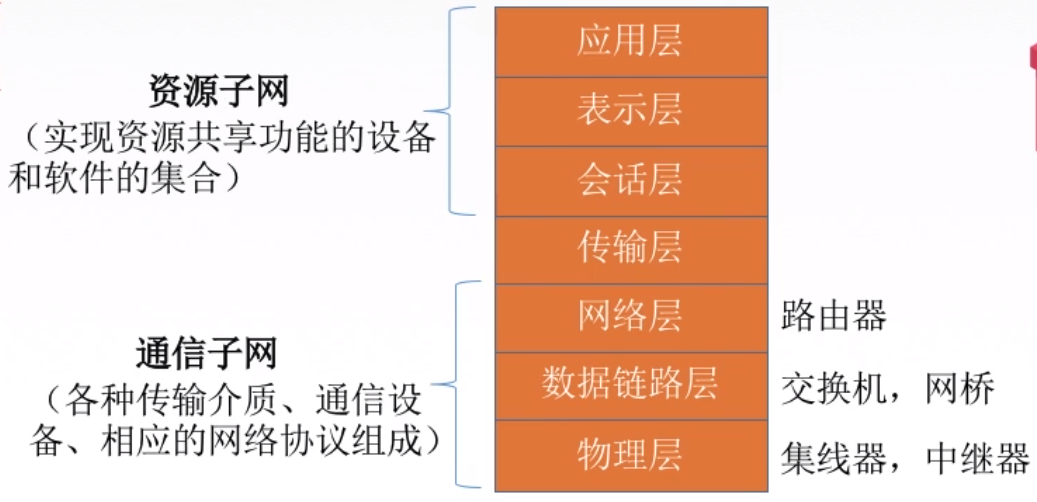 应用层
资源子网
表示层
（实现资源共享功能的设备
和软件的集合）
会话层
传输层
网络层
路由器
通信子网
数据链路层
交换机，网桥
（各种传输介质、通信设
备、相应的网络协议组成）
物理层
集线器，中继器